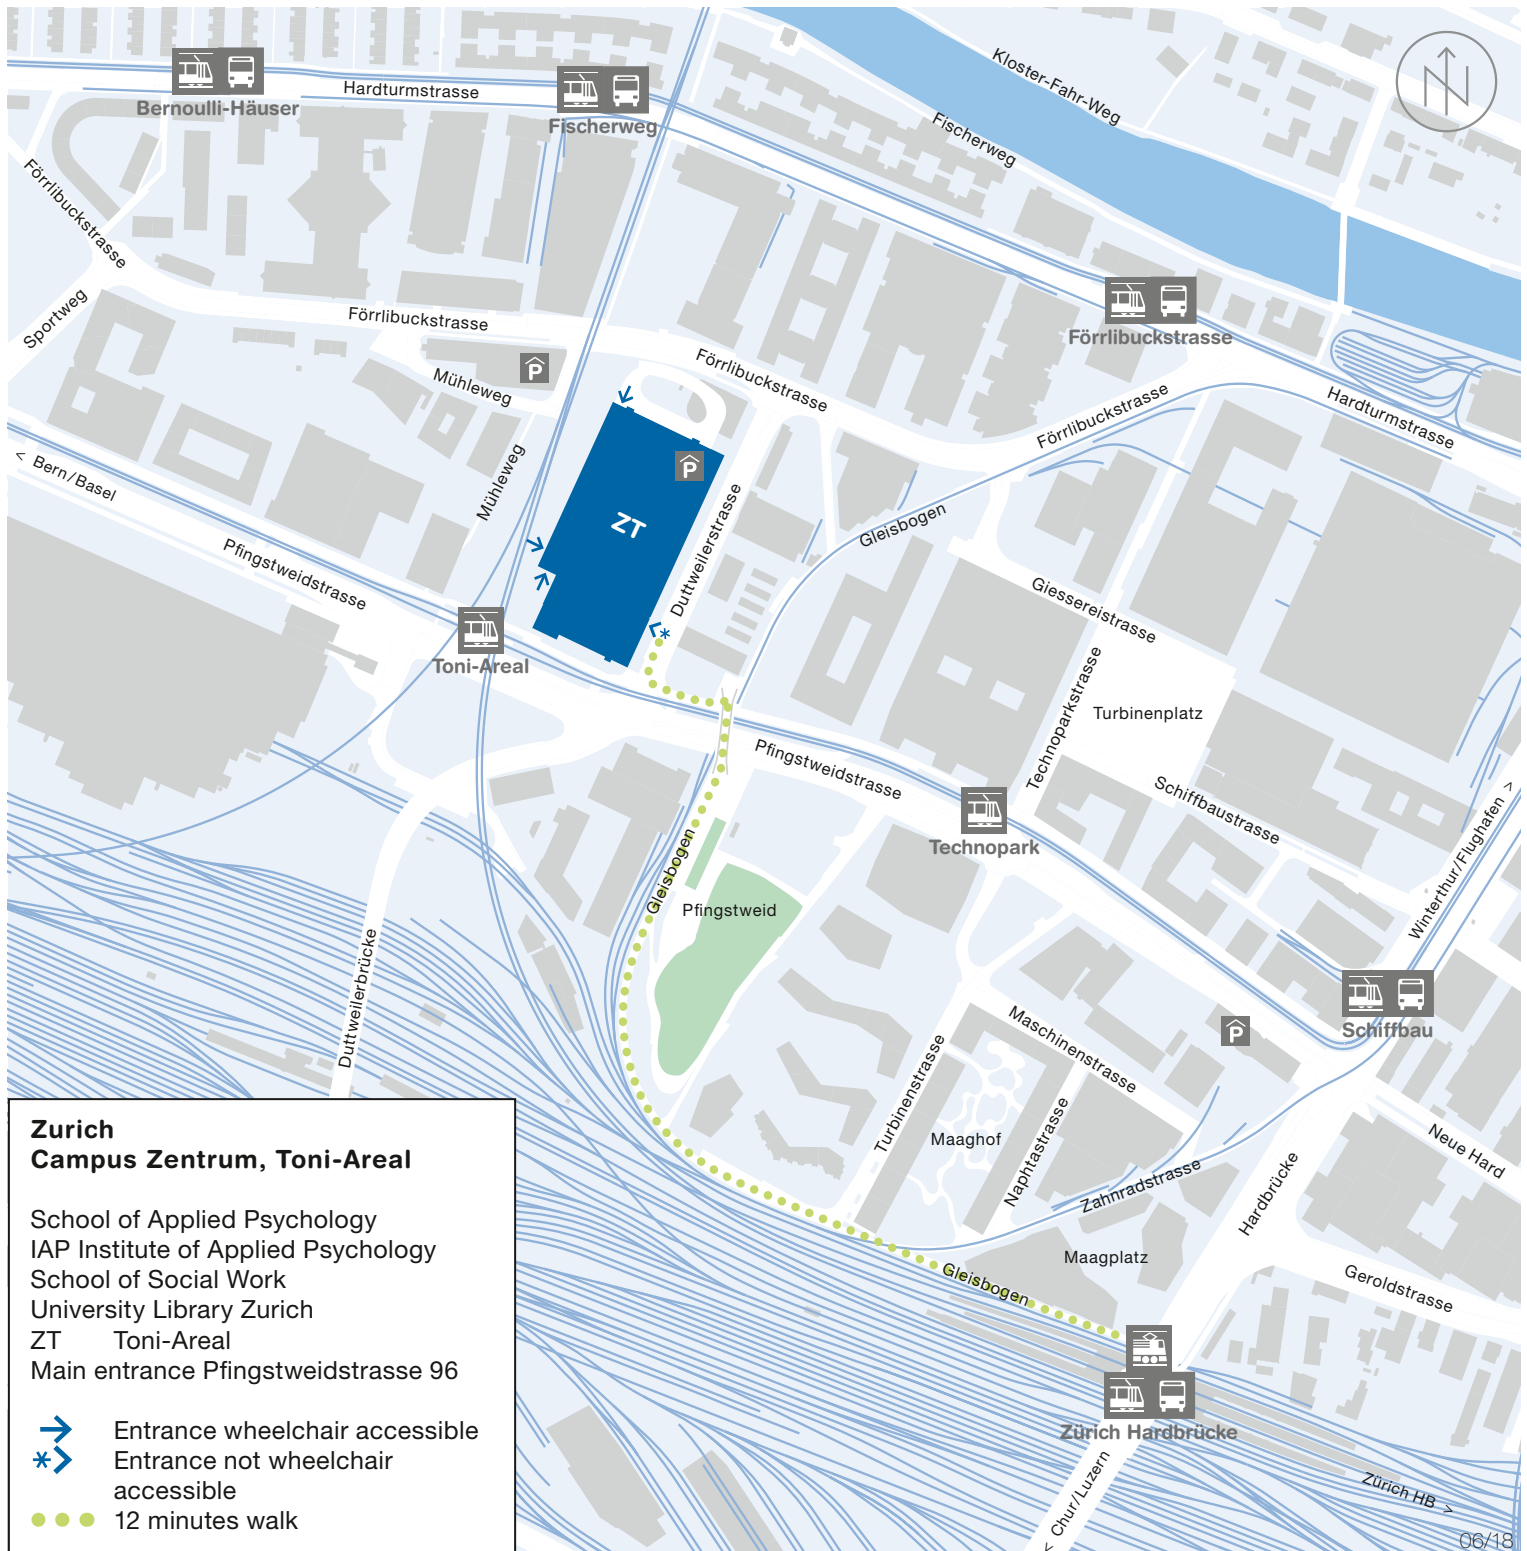 Kloster-Fahr-Weg
Hardturmstrasse
Bernoulli-Häuser
Fischerweg
Fischerweg
Förrlibuckstrasse
Sportweg
Förrlibuckstrasse
Förrlibuckstrasse
Mühleweg
P
Förrlibuckstrasse
Förrlibuckstrasse
Hardturmstrasse
< Bern/Basel
Mühleweg
P
ZT
Duttweilerstrasse
Gleisbogen
Pfingstweidstrasse
Giessereistrasse
Toni-Areal
Technoparkstrasse
Turbinenplatz
Pfingstweidstrasse
Schiffbaustrasse
Winterthur/Flughafen >
Technopark
Gleisbogen
Pfingstweid
Duttweilerbrücke
Schiffbau
P
Maschinenstrasse
Turbinenstrasse
Maaghof
Naphtastrasse
Neue Hard
Zahnradstrasse
Hardbrücke
Maagplatz
Gleisbogen
Geroldstrasse
Zürich Hardbrücke
< Chur/Luzern
Zürich HB >
06/18
Zurich
Campus Zentrum, Toni-Areal
School of Applied Psychology
IAP Institute of Applied Psychology
School of Social Work
University Library Zurich
ZT Toni-Areal
Main entrance Pfingstweidstrasse 96
Entrance wheelchair accessible
Entrance not wheelchair
accessible
12 minutes walk